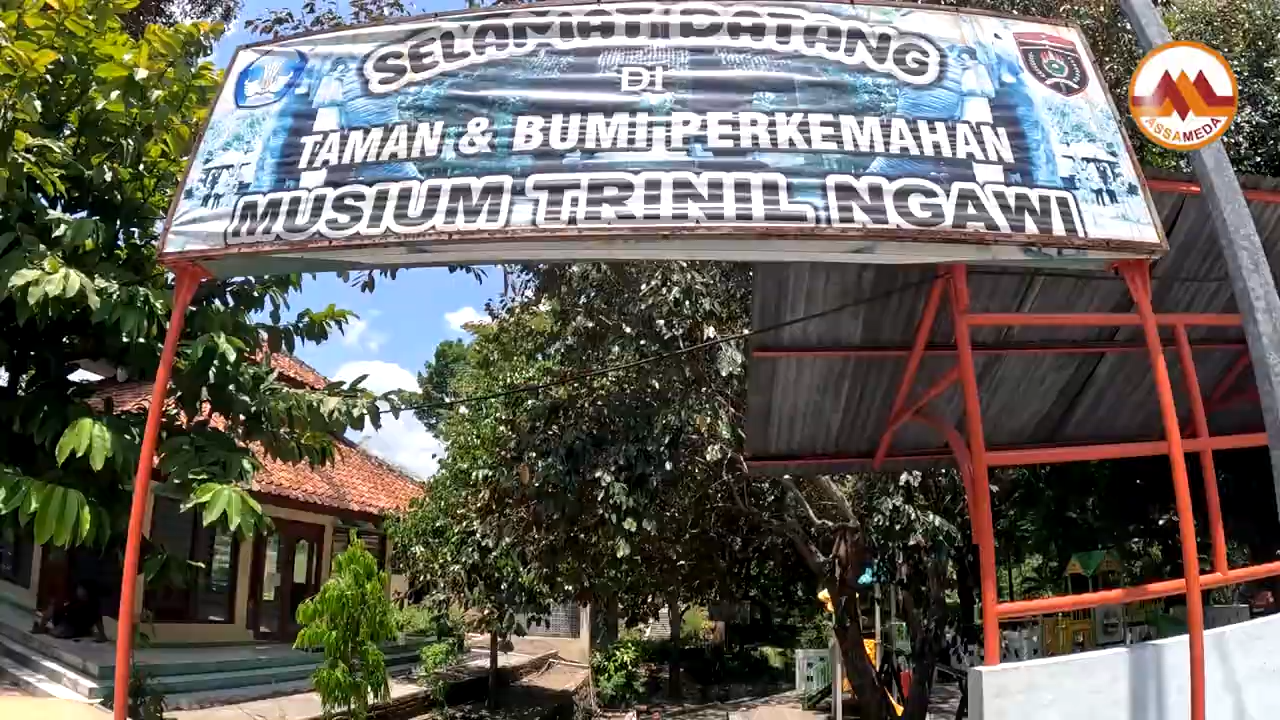 SELAMAT DATANG
DI
TAMAN & BUMI PERKEMAHAN
MUSIUM TRINIL NGAWI
ASSAMEDA